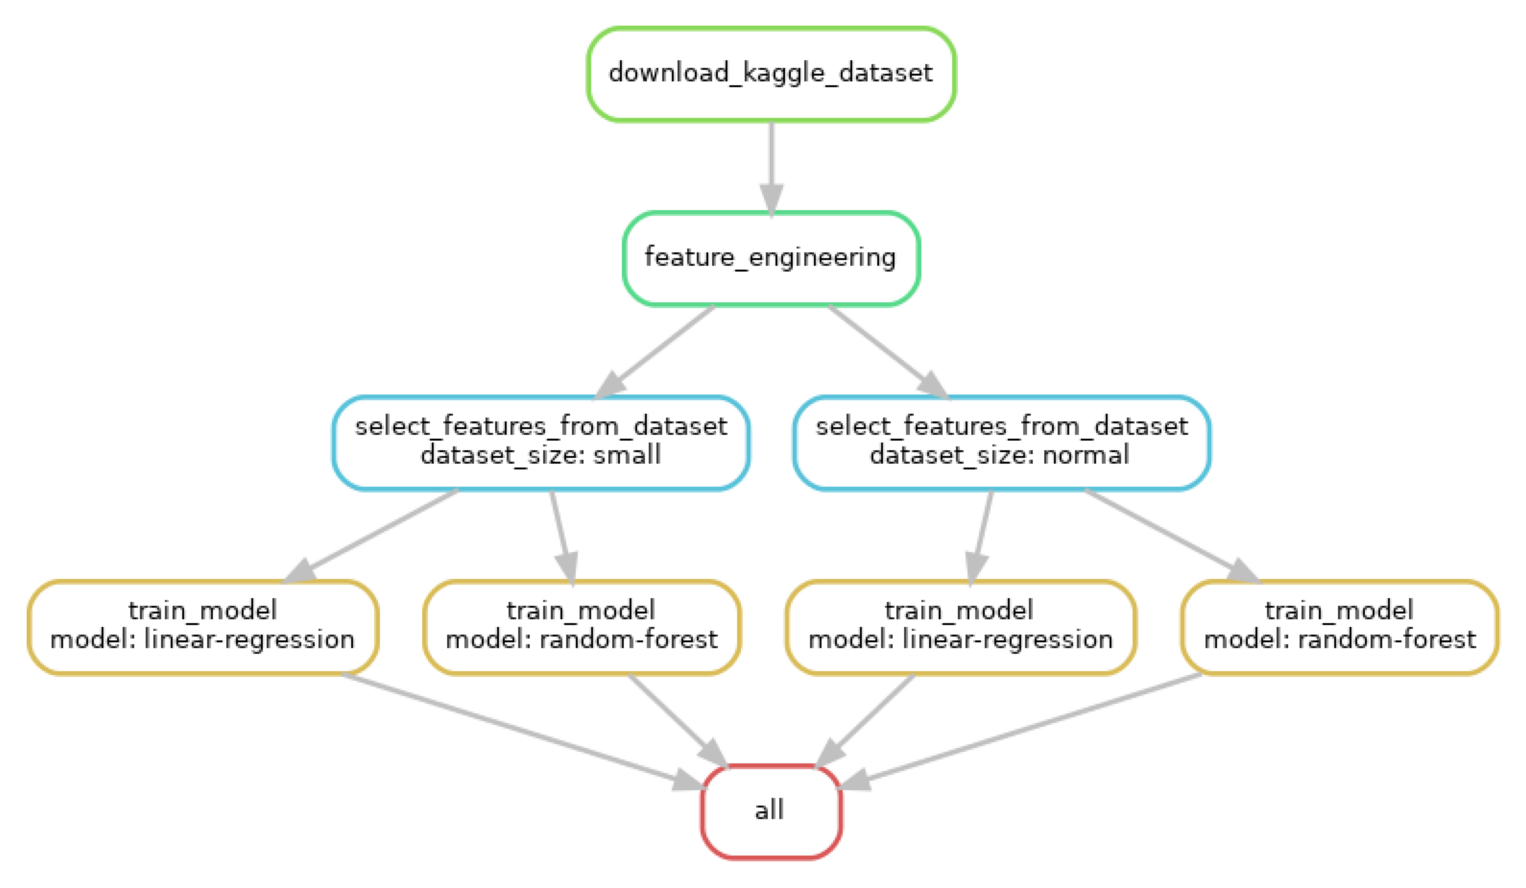 download_kaggle_dataset
feature_engineering
select_features_from_dataset
dataset_size: small
select_features_from_dataset
dataset_size: normal
train_model
model: linear-regression
train_model
model: random-forest
train_model
model: linear-regression
train_model
model: random-forest
all